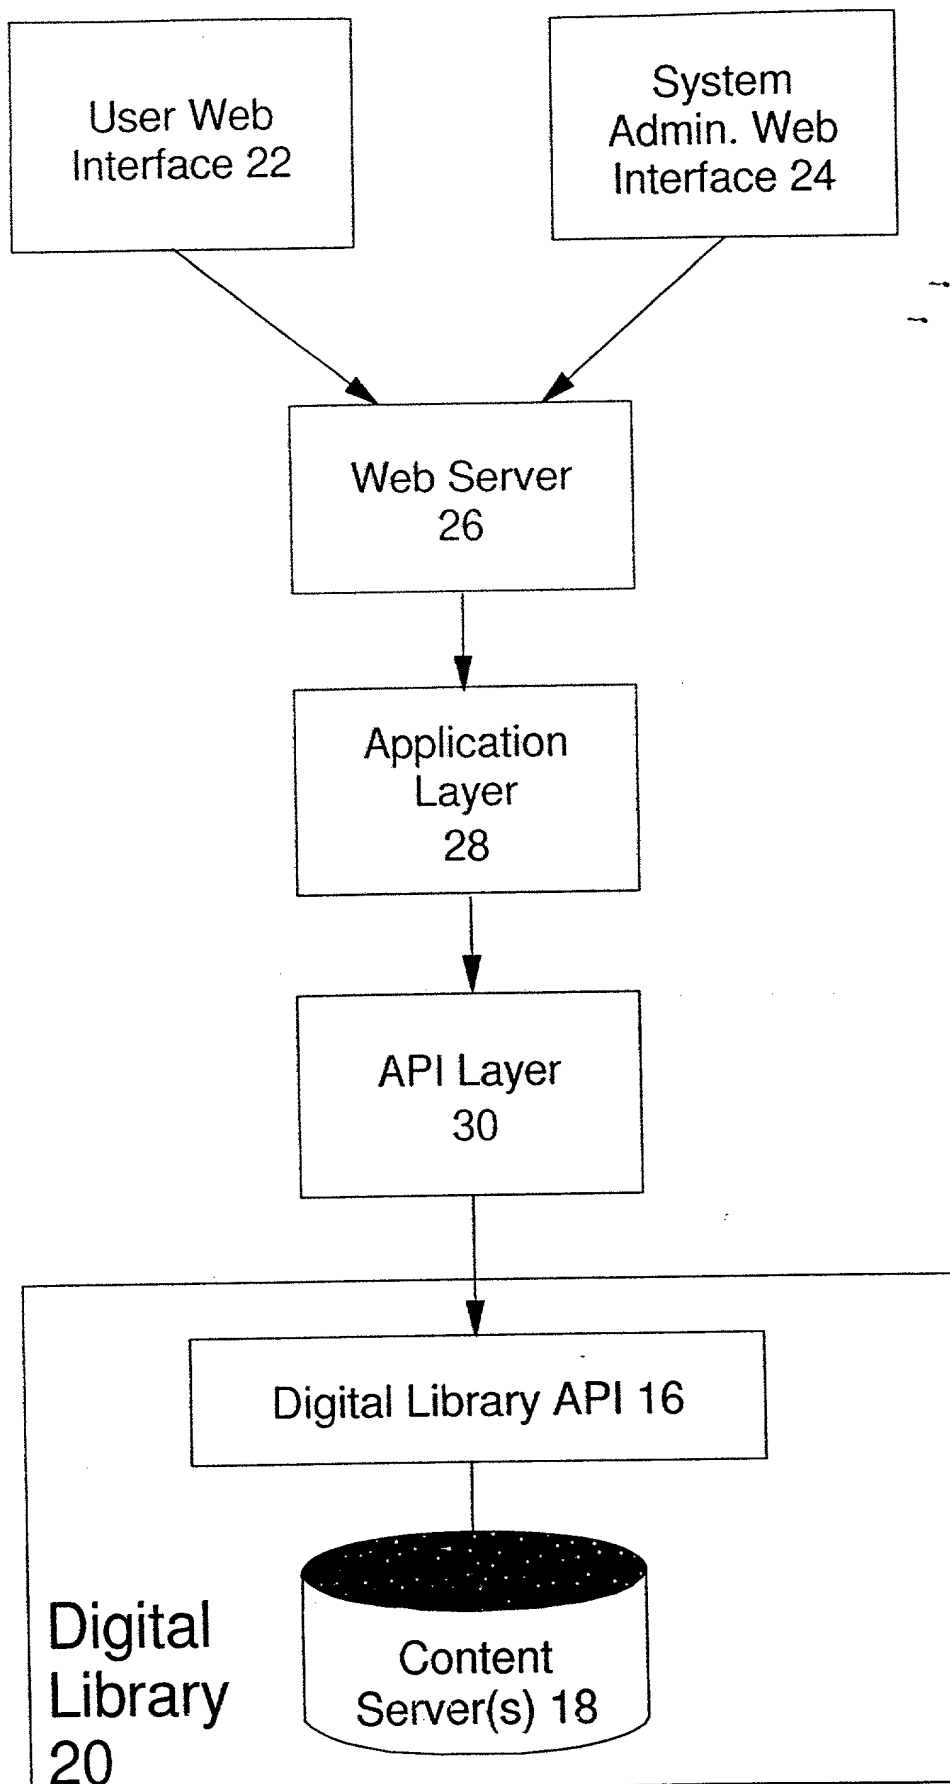 User Web
Interface 22
System
Admin. Web
Interface 24
Web Server
26
Application
Layer
28
API Layer
30
Digital Library API 16
Content
Server(s) 18
Digital
Library
20